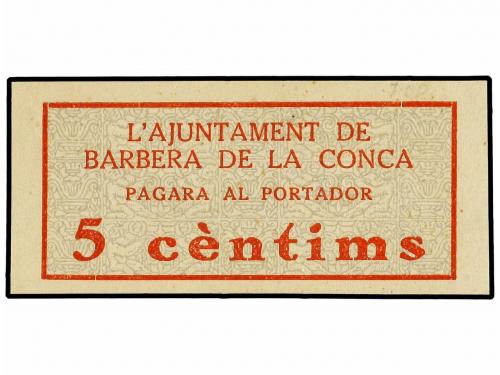 L'AJUNTAMENT DE
BARBERA DE LA CONCA
PAGARA AL PORTADOR
5 cèntims